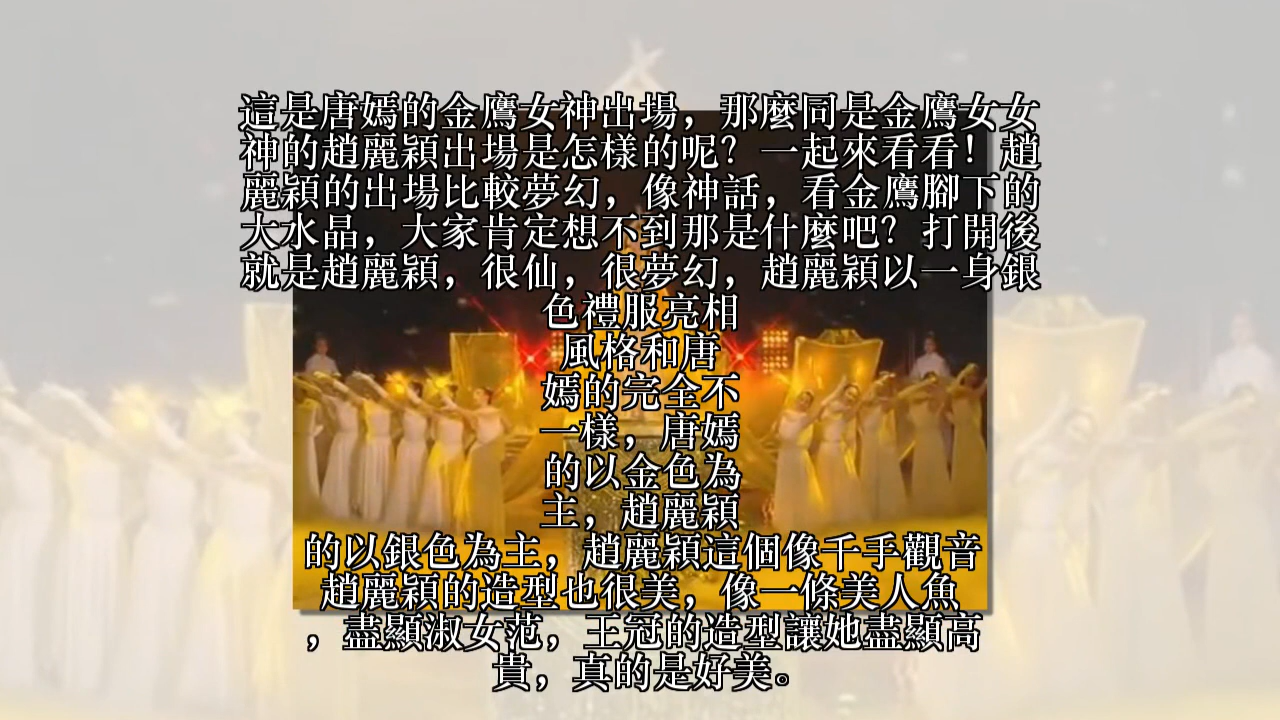 這是唐嫣的金鷹女神出場，那麼同是金鷹女女
神的趙麗穎出場是怎樣的呢？一起來看看！趙
麗穎的出場比較夢幻，像神話，看金鷹腳下的
大水晶，大家肯定想不到那是什麼吧？打開後
就是趙麗穎，很仙，很夢幻，趙麗穎以一身銀
色禮服亮相
風格和唐
嫣的完全不
一樣，唐嫣
的以金色為
主，趙麗穎
的以銀色為主，趙麗穎這個像千手觀音
趙麗穎的造型也很美，像一條美人魚
，盡顯淑女范，王冠的造型讓她盡顯高
貴，真的是好美。